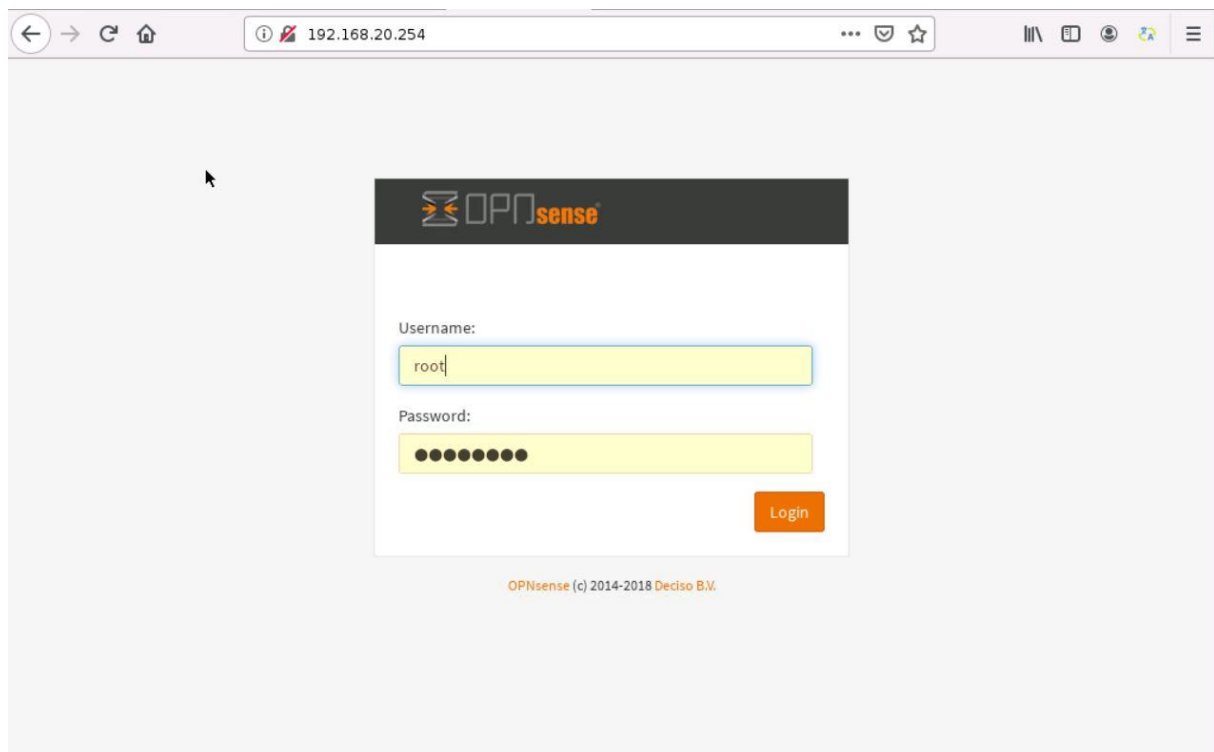 192.168.20.254
OPNsense
Username:
root
Password:
●●●●●●●●
Login
OPNsense (c) 2014-2018 Deciso B.V.